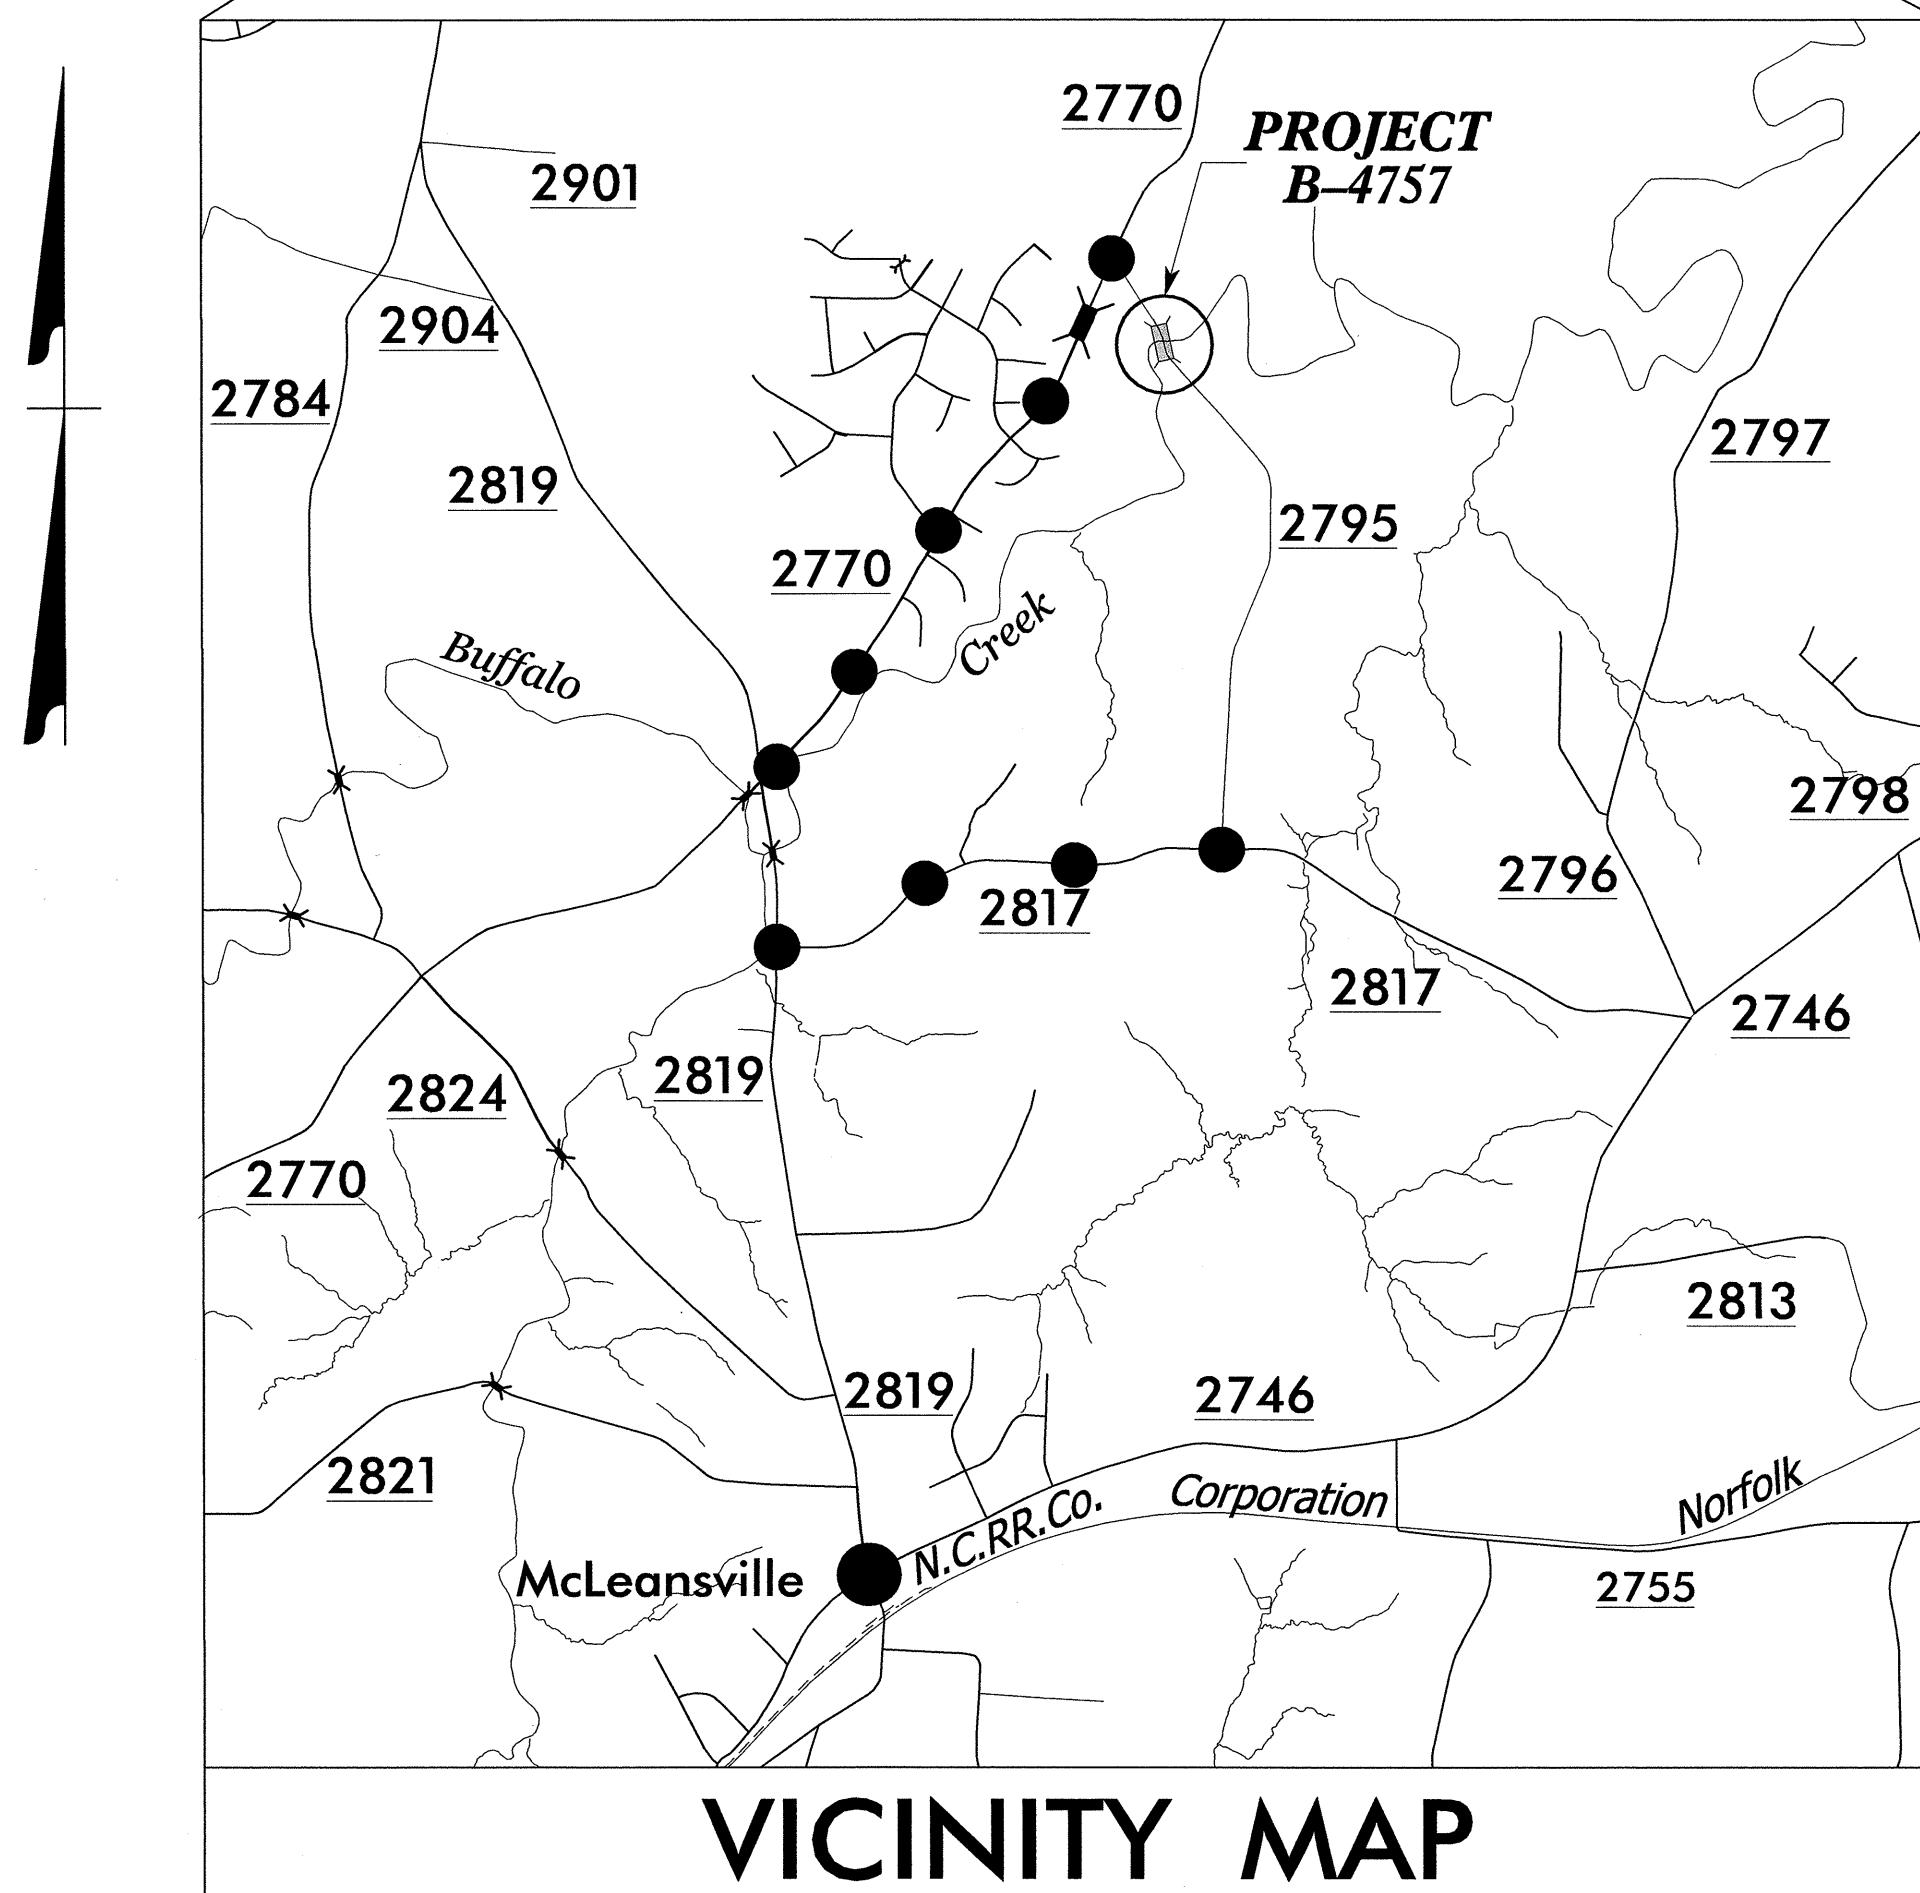 2770
PROJECT
B–4757
2901
2904
2784
2819
2797
2795
2770
Creek
Buffalo
2798
2796
2817
2817
2746
2819
2824
2770
2813
2819
2746
2821
Corporation
Norfolk
N.C.RR.Co.
McLeansville
2755
VICINITY MAP